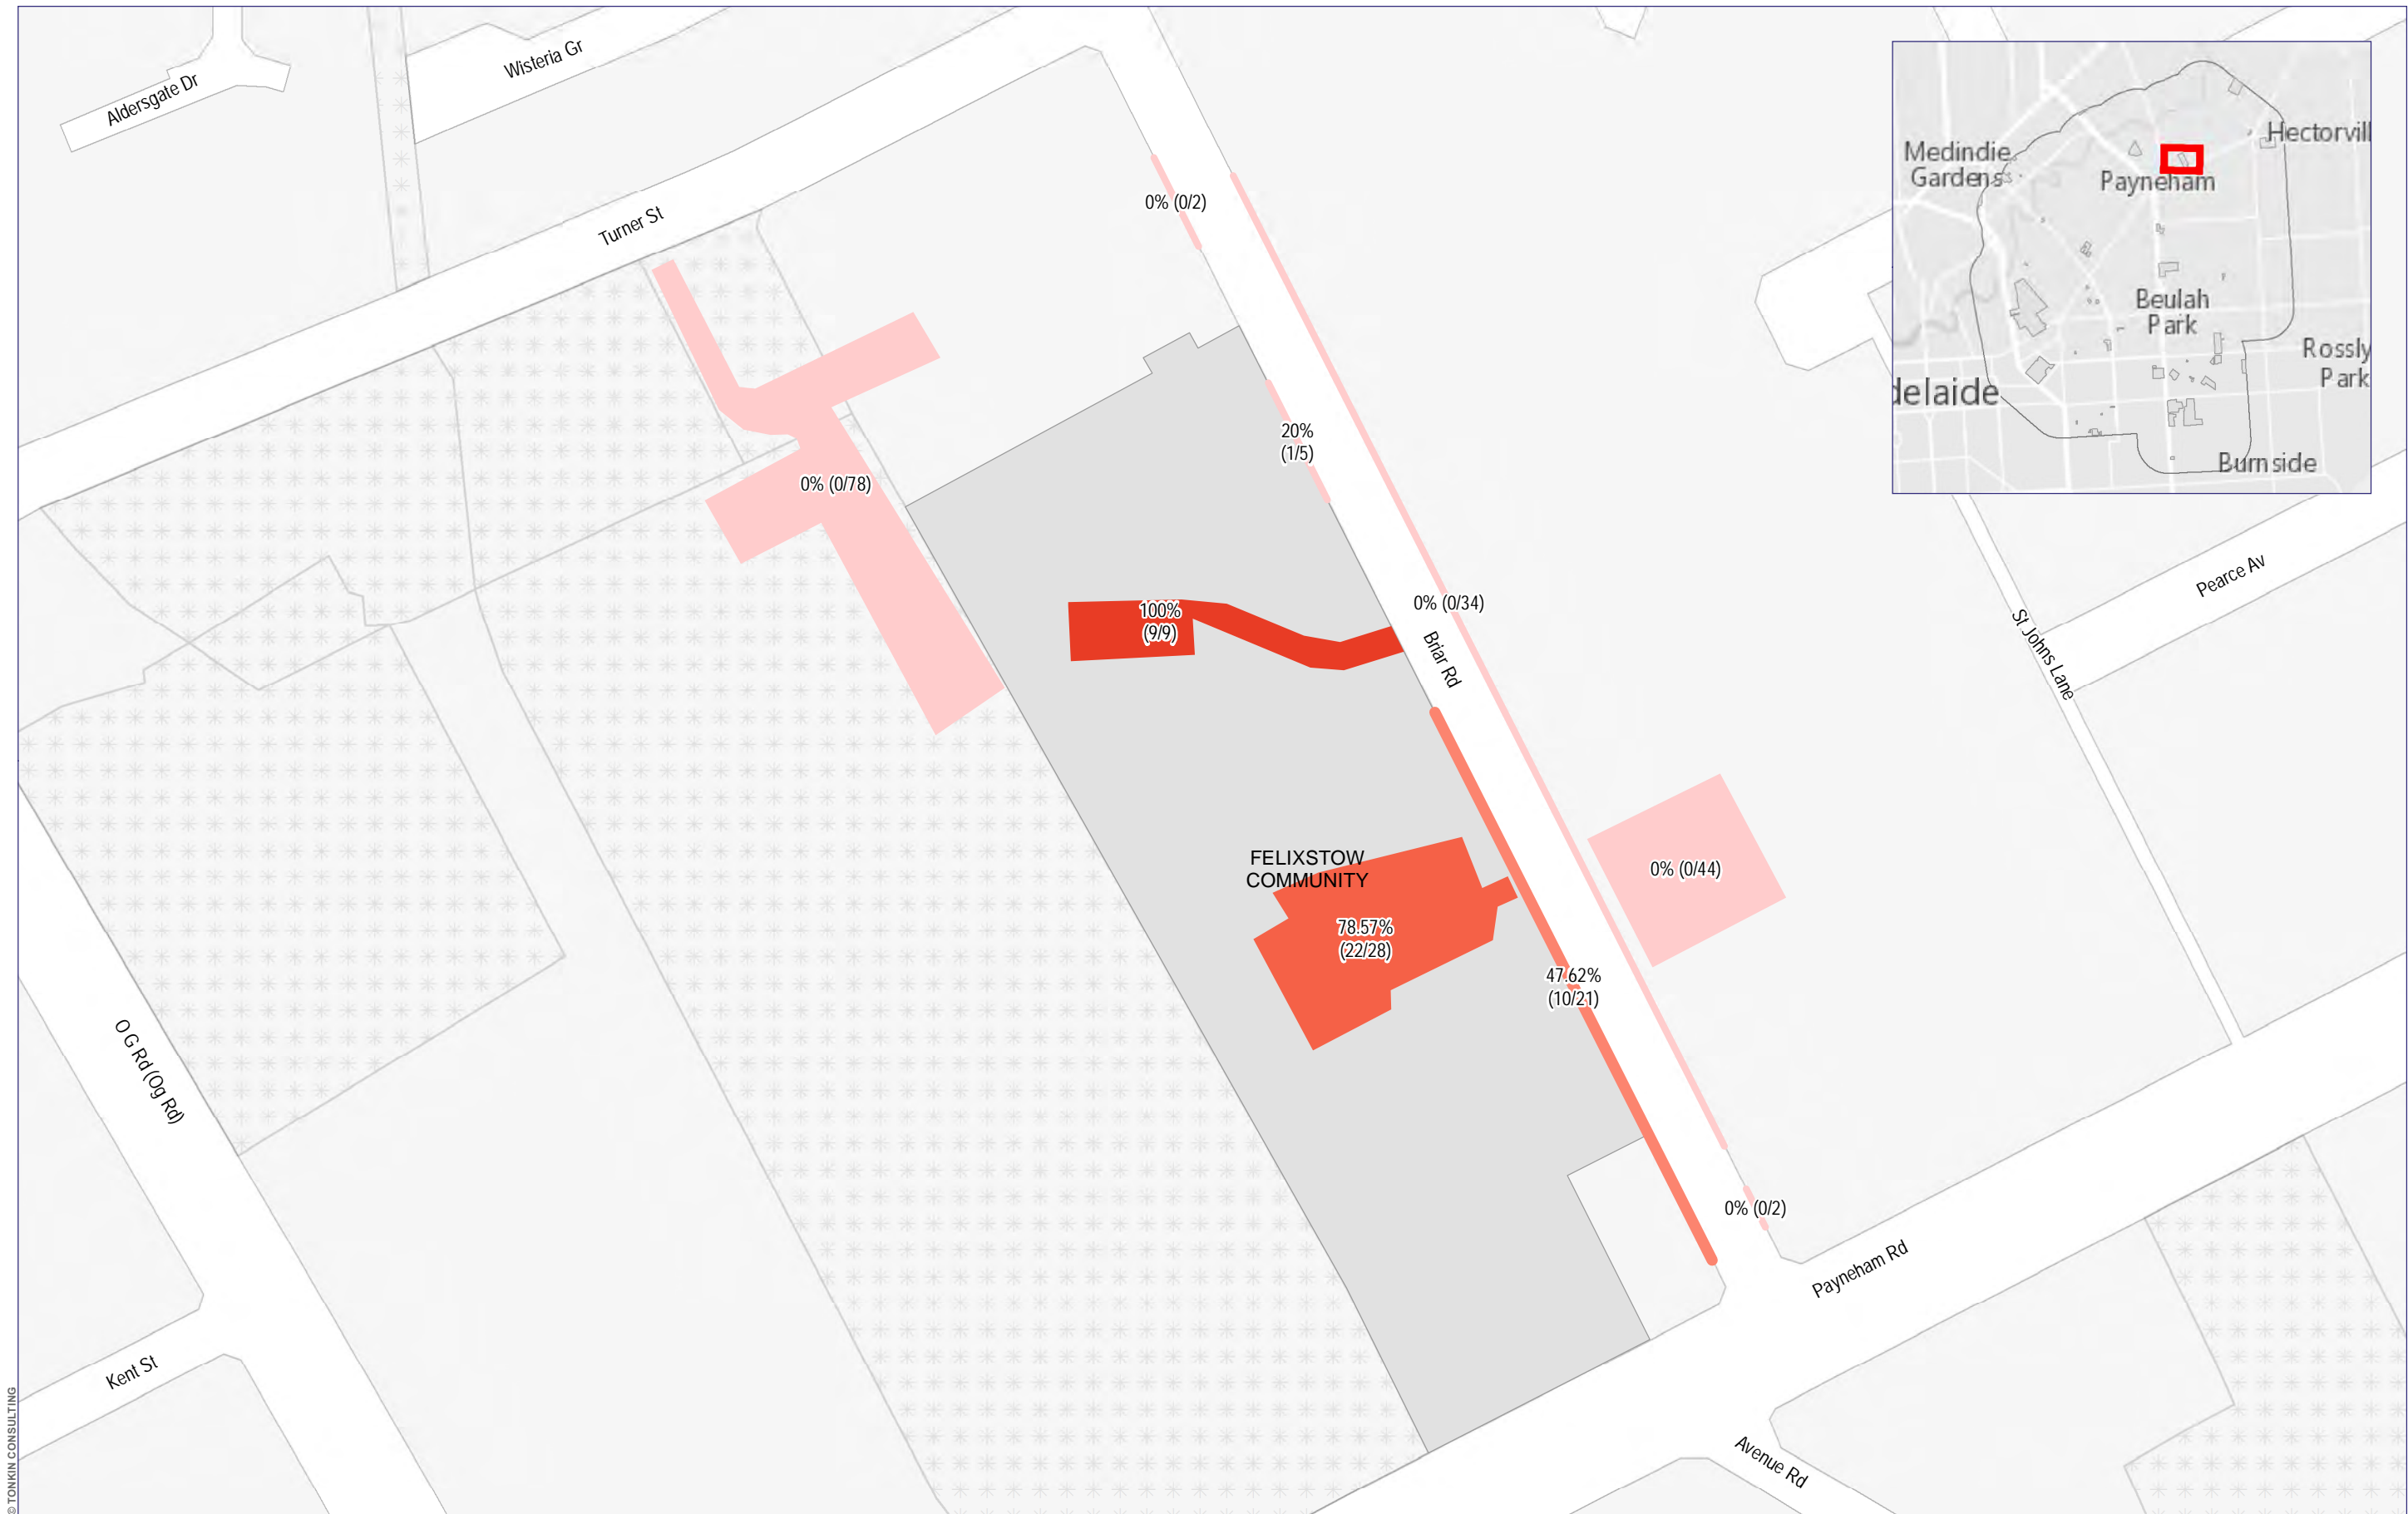 Aldersgate Dr
Wisteria Gr
Turner St
0% (0/2)
Medindie
Gardens
Hectorvill
Payneham
Beulah
Park
Rossly
Park
delaide
Burnside
20%
(1/5)
0% (0/78)
100%
(9/9)
0% (0/34)
Briar Rd
Pearce Av
St Johns Lane
FELIXSTOW
COMMUNITY
78.57%
(22/28)
0% (0/44)
47.62%
(10/21)
O G Rd (Og Rd)
0% (0/2)
Payneham Rd
Kent St
Avenue Rd
© TONKIN CONSULTING